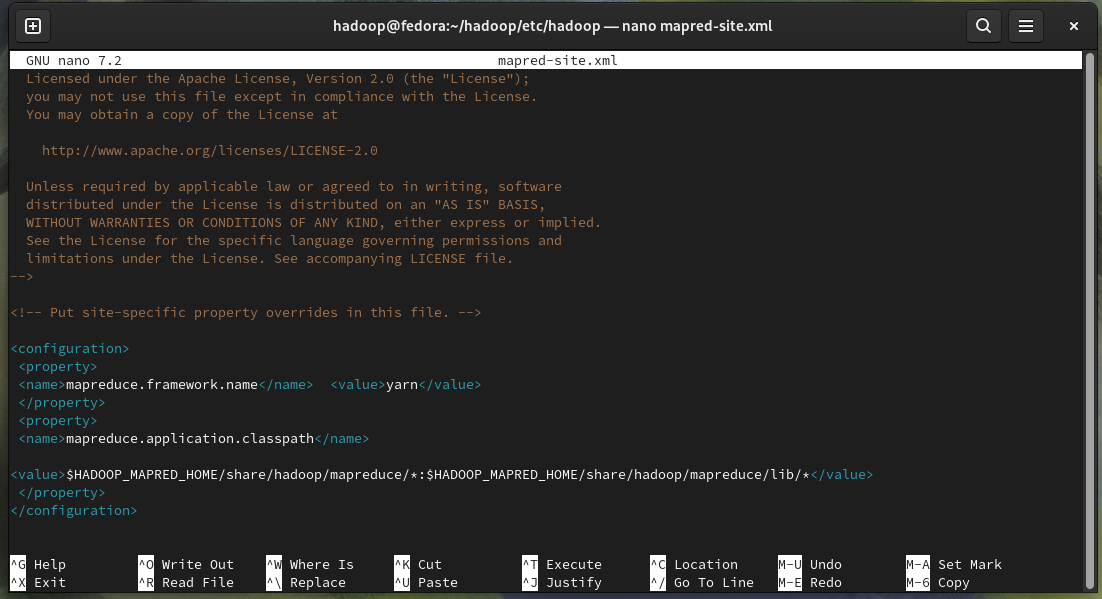 hadoop@fedora:~/hadoop/etc/hadoop — nano mapred-site.xml
GNU nano 7.2 mapred-site.xml
Licensed under the Apache License, Version 2.0 (the "License");
you may not use this file except in compliance with the License.
You may obtain a copy of the License at
http://www.apache.org/licenses/LICENSE-2.0
Unless required by applicable law or agreed to in writing, software
distributed under the License is distributed on an "AS IS" BASIS,
WITHOUT WARRANTIES OR CONDITIONS OF ANY KIND, either express or implied.
See the License for the specific language governing permissions and
limitations under the License. See accompanying LICENSE file.
-->
<!-- Put site-specific property overrides in this file. -->
<configuration>
<property>
<name>mapreduce.framework.name</name>  <value>yarn</value>
</property>
<property>
<name>mapreduce.application.classpath</name>
<value>$HADOOP_MAPRED_HOME/share/hadoop/mapreduce/*:$HADOOP_MAPRED_HOME/share/hadoop/mapreduce/lib/*</value>
</property>
</configuration>
^G Help ^O Write Out ^W Where Is ^K Cut ^T Execute ^C Location M-U Undo M-A Set Mark
^X Exit ^R Read File ^\ Replace ^U Paste ^J Justify ^/ Go To Line M-E Redo M-6 Copy